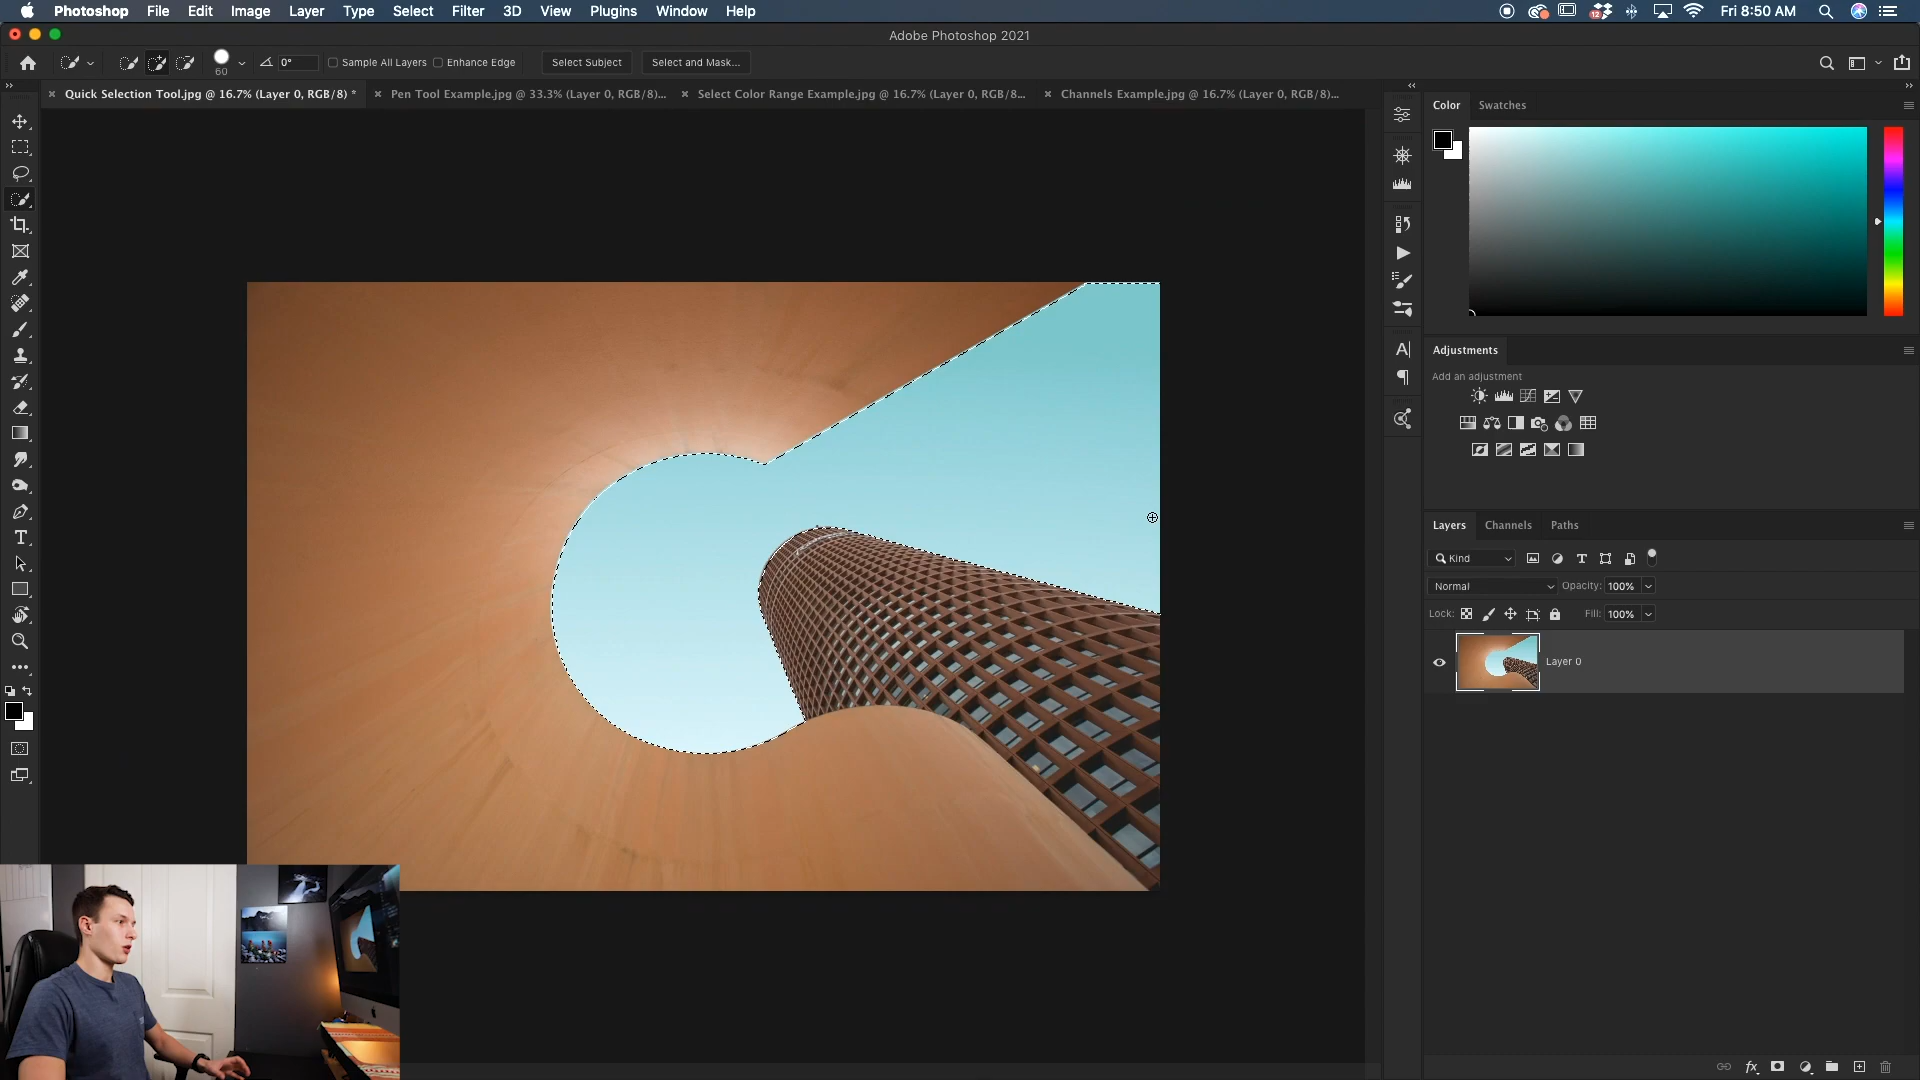 Photoshop File Edit Image Layer Type Select Filter 3D View Plugins Window Help 12 Fri 8:50 AM
Adobe Photoshop 2021
60 0° Sample All Layers Enhance Edge Select Subject Select and Mask...
Quick Selection Tool.jpg @ 16.7% (Layer 0, RGB/8) * Pen Tool Example.jpg @ 33.3% (Layer 0, RGB/8)... Select Color Range Example.jpg @ 16.7% (Layer 0, RGB/8... Channels Example.jpg @ 16.7% (Layer 0, RGB/8)...
Color Swatches
Adjustments
Add an adjustment
Layers Channels Paths
Kind
Normal Opacity: 100%
Lock: Fill: 100%
Layer 0
fx